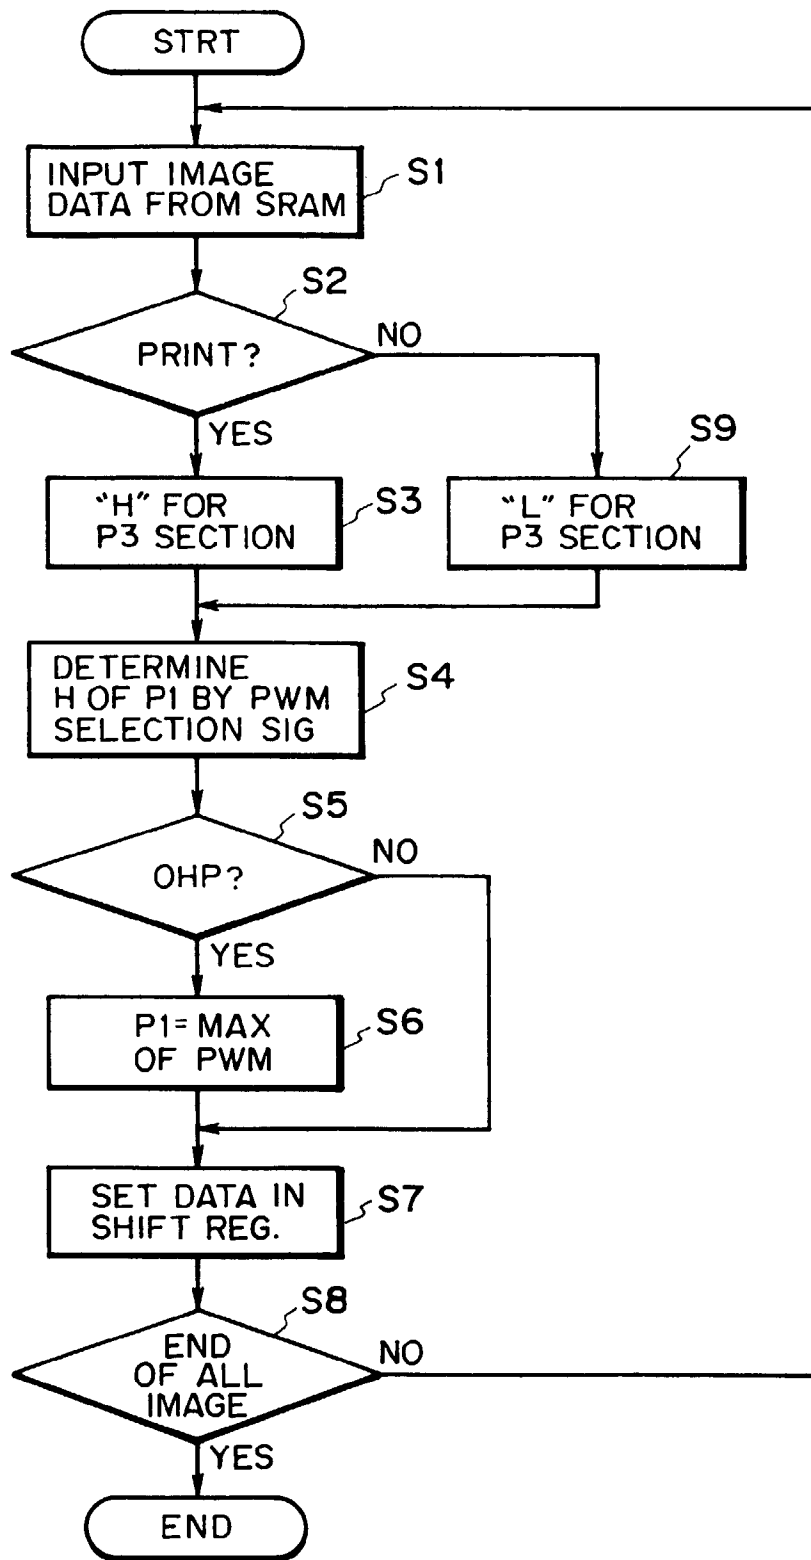 STRT
INPUT IMAGE
DATA FROM SRAM
S1
S2
PRINT?
NO
YES
"H" FOR
P3 SECTION
S3
"L" FOR
P3 SECTION
S9
DETERMINE
H OF P1 BY PWM
SELECTION SIG
S4
S5
OHP?
NO
YES
P1=MAX
OF PWM
S6
SET DATA IN
SHIFT REG.
S7
S8
END
OF ALL
IMAGE
NO
YES
END